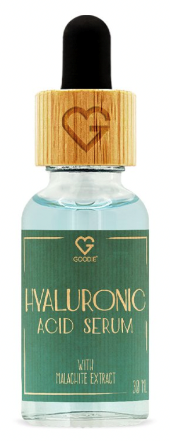 GOODIE
HYALURONIC
ACID SERUM
WITH
MALACHITE EXTRACT
30 ML